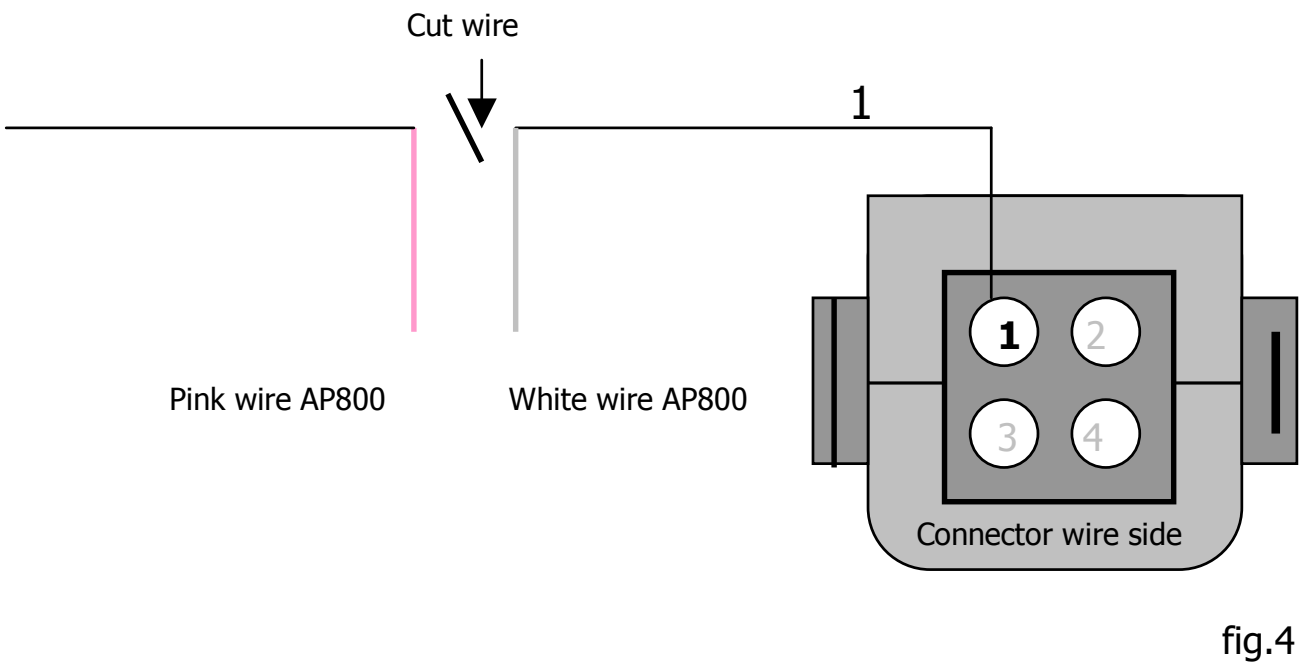 Cut wire
1
1 2
Pink wire AP800 White wire AP800
3 4
Connector wire side
fig.4